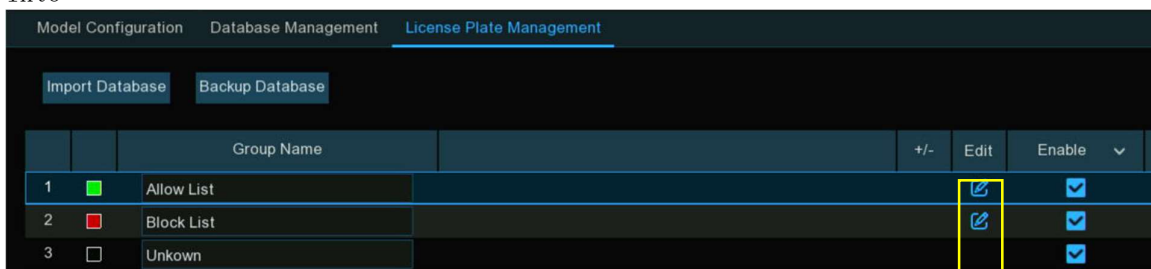 Model Configuration Database Management License Plate Management
Import Database Backup Database
Group Name +/- Edit Enable
1 Allow List
2 Block List
3 Unkown